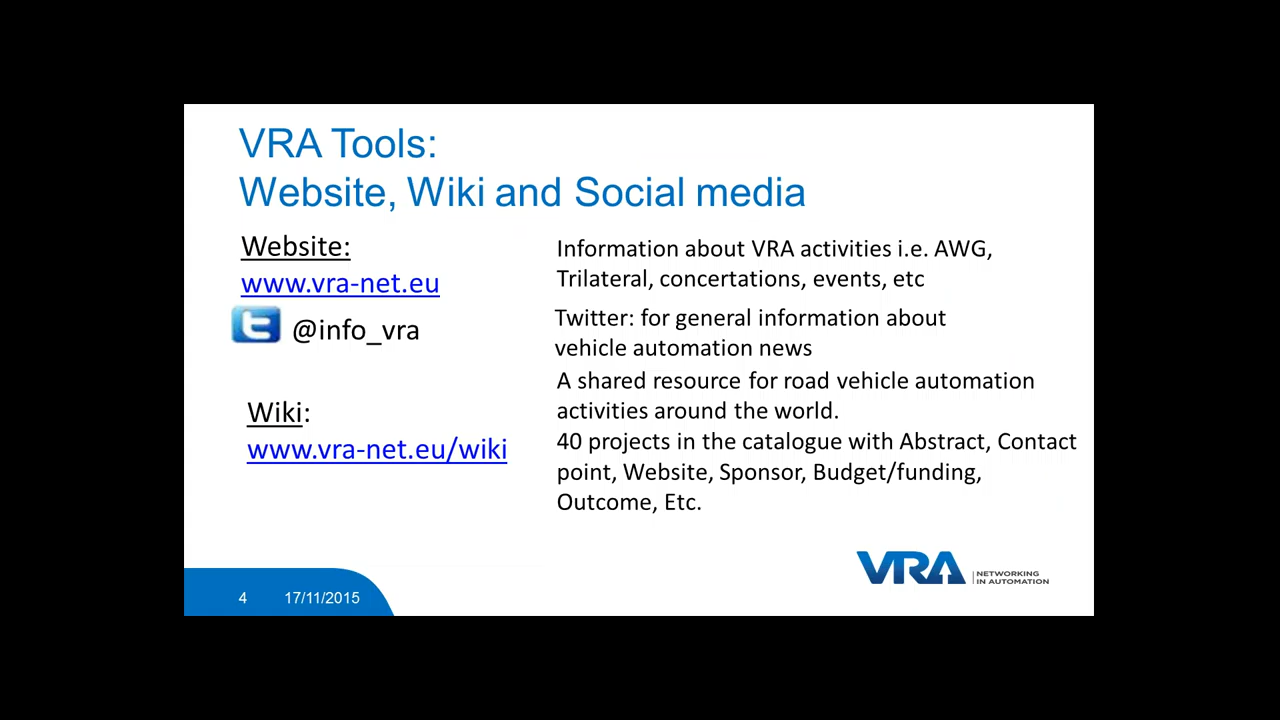 VRA Tools:
Website, Wiki and Social media
Website:
www.vra-net.eu
@info_vra
Information about VRA activities i.e. AWG,
Trilateral, concertations, events, etc
Twitter: for general information about
vehicle automation news
Wiki:
www.vra-net.eu/wiki
A shared resource for road vehicle automation
activities around the world.
40 projects in the catalogue with Abstract, Contact
point, Website, Sponsor, Budget/funding,
Outcome, Etc.
VRA
NETWORKING
IN AUTOMATION
4 17/11/2015